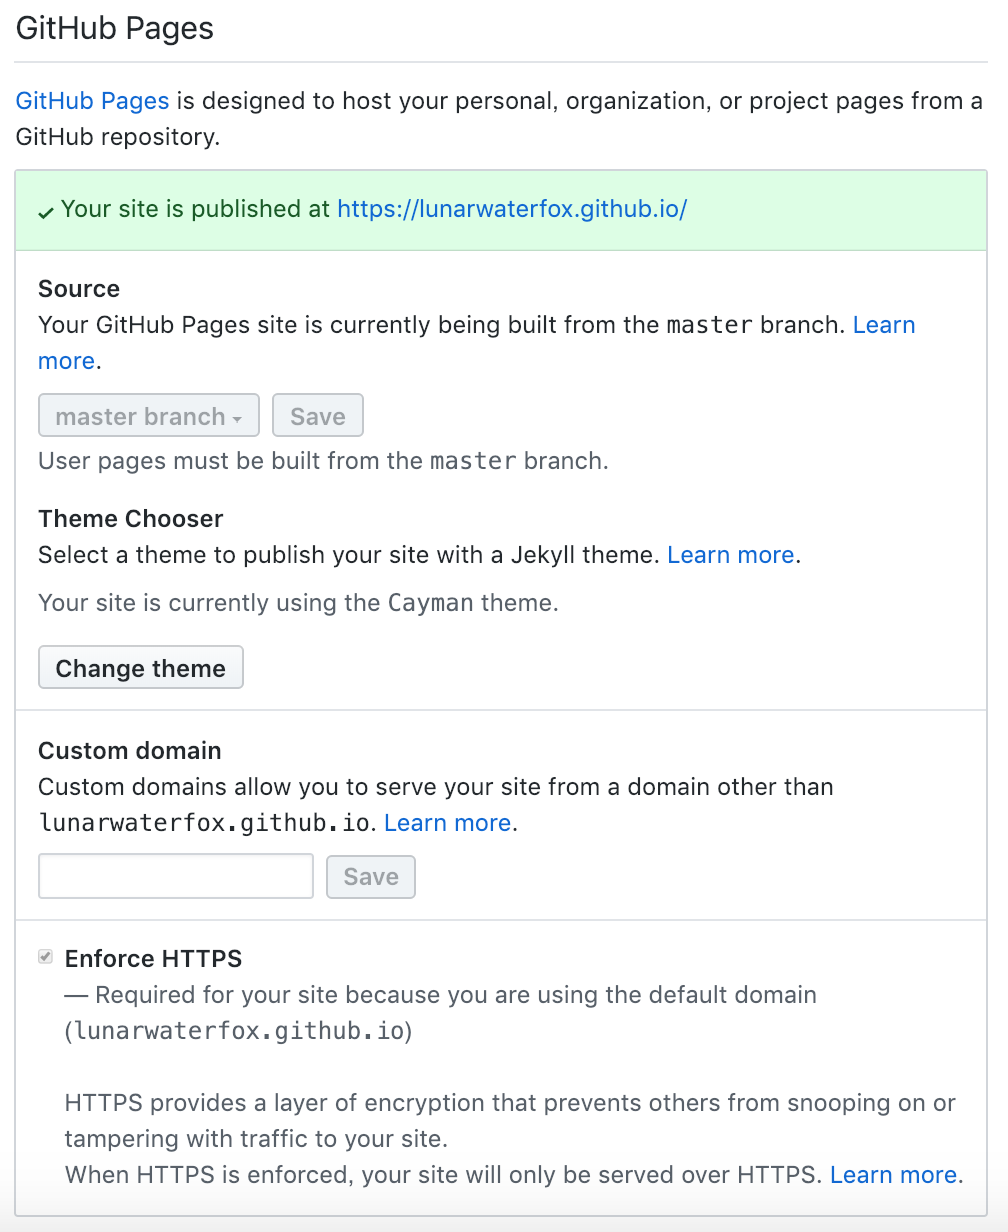 GitHub Pages
GitHub Pages is designed to host your personal, organization, or project pages from a
GitHub repository.
Your site is published at https://lunarwaterfox.github.io/
Source
Your GitHub Pages site is currently being built from the master branch. Learn
more.
master branch Save
User pages must be built from the master branch.
Theme Chooser
Select a theme to publish your site with a Jekyll theme. Learn more.
Your site is currently using the Cayman theme.
Change theme
Custom domain
Custom domains allow you to serve your site from a domain other than
lunarwaterfox.github.io. Learn more.
Save
Enforce HTTPS
— Required for your site because you are using the default domain
(lunarwaterfox.github.io)
HTTPS provides a layer of encryption that prevents others from snooping on or
tampering with traffic to your site.
When HTTPS is enforced, your site will only be served over HTTPS. Learn more.